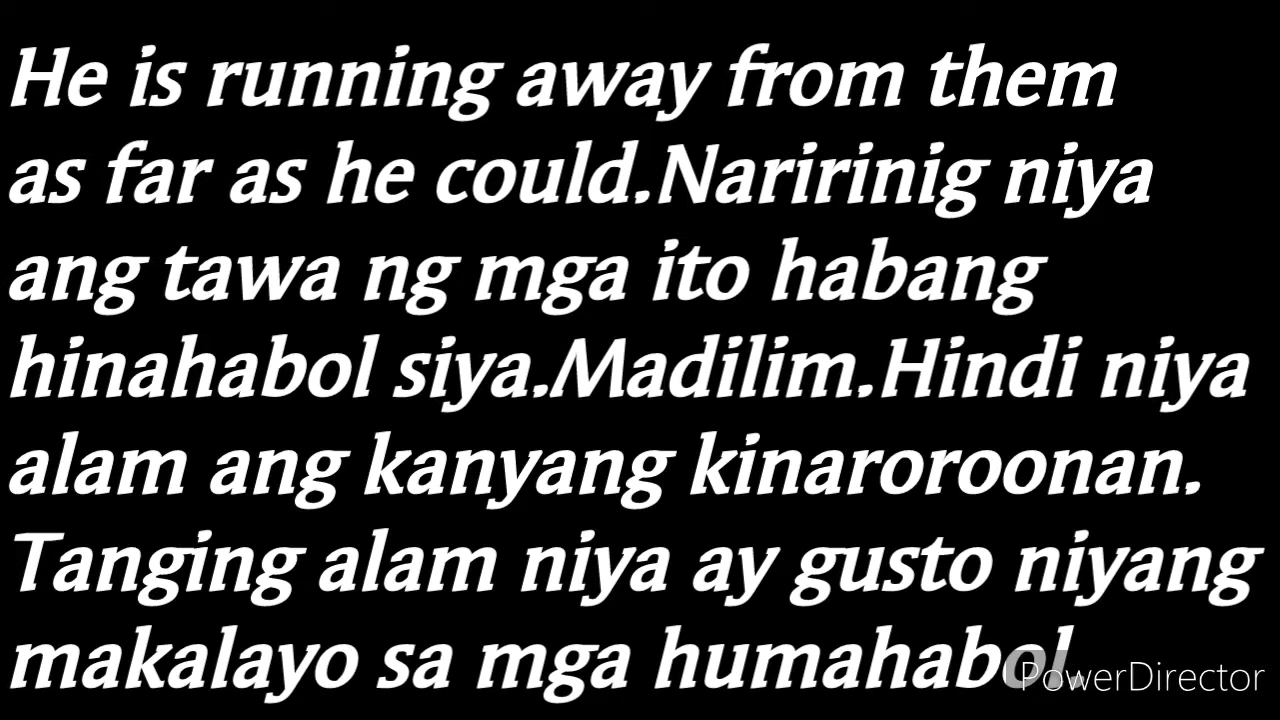 He is running away from them
as far as he could.Naririnig niya
ang tawa ng mga ito habang
hinahabol siya.Madilim.Hindi niya
alam ang kanyang kinaroroonan.
Tanging alam niya ay gusto niyang
makalayo sa mga humahabol
PowerDirector